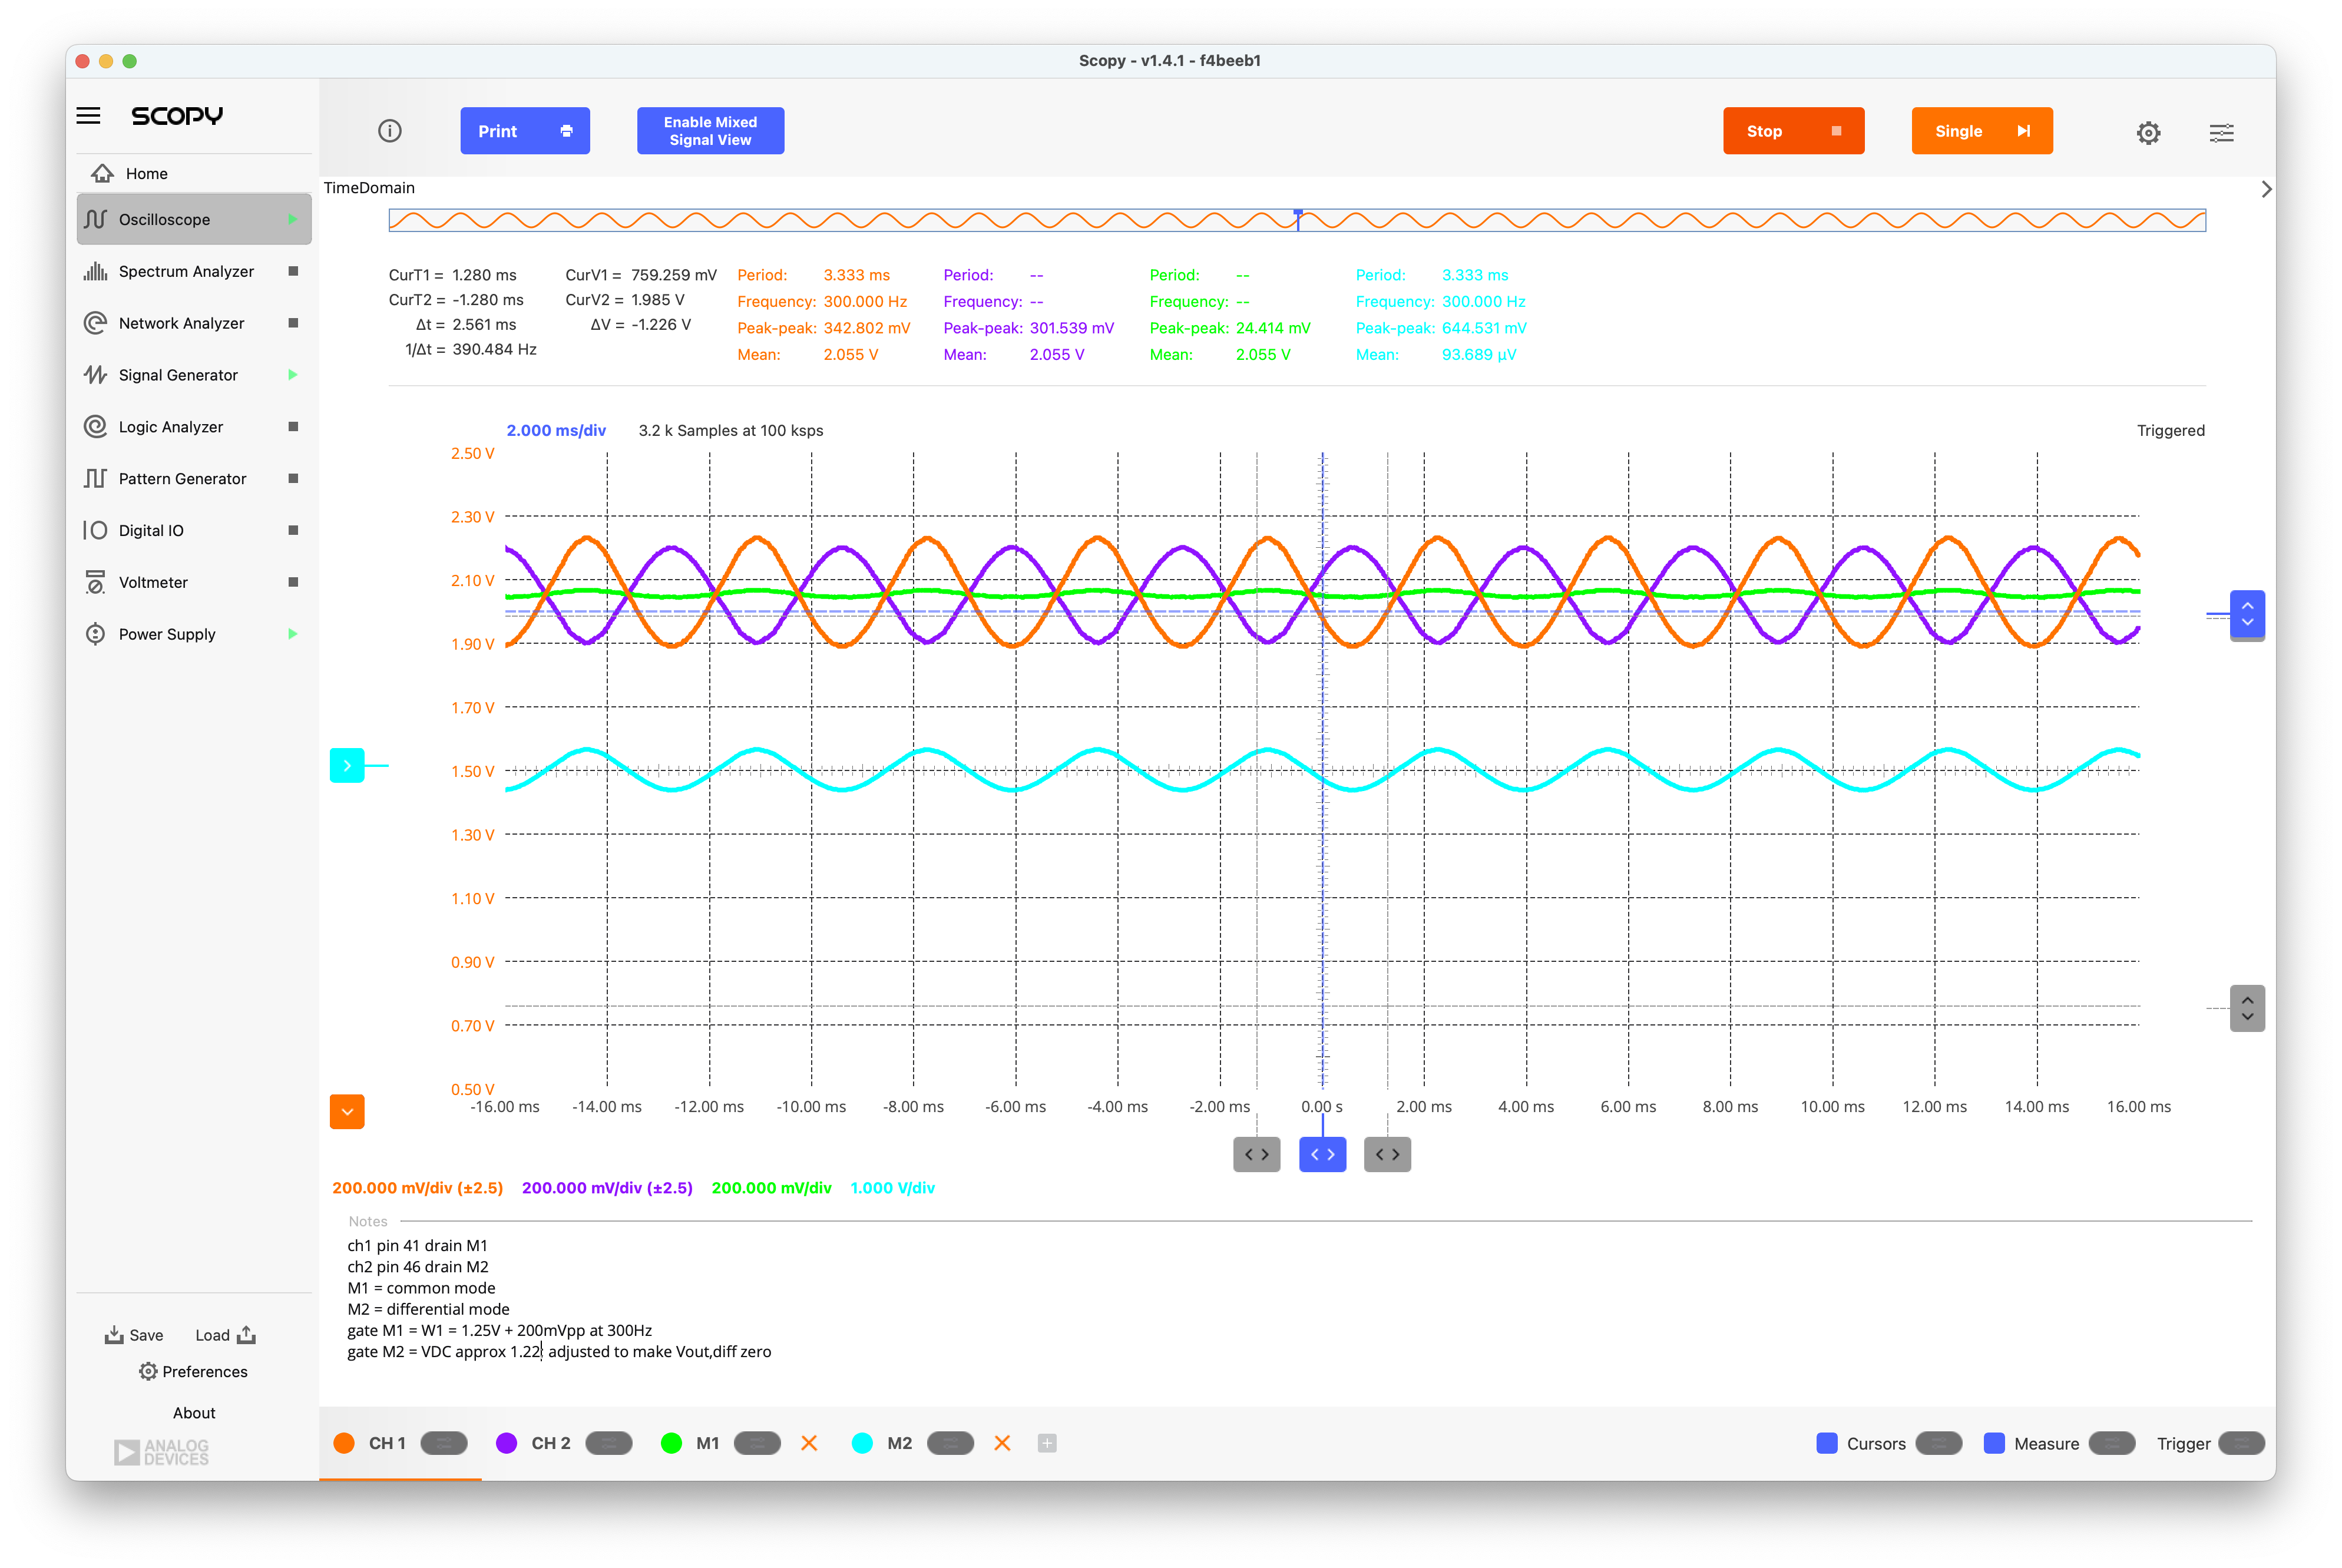 Scopy - v1.4.1 - f4beeb1
SCOPY
Home
Oscilloscope
Spectrum Analyzer
Network Analyzer
Signal Generator
Logic Analyzer
Pattern Generator
Digital IO
Voltmeter
Power Supply
Save Load
Preferences
About
ANALOG
DEVICES
Print
Enable Mixed
Signal View
Stop
Single
TimeDomain
CurT1 = 1.280 ms CurV1 = 759.259 mV
CurT2 = -1.280 ms CurV2 = 1.985 V
Δt = 2.561 ms ΔV = -1.226 V
1/Δt = 390.484 Hz
Period: 3.333 ms Period: -- Period: -- Period: 3.333 ms
Frequency: 300.000 Hz Frequency: -- Frequency: -- Frequency: 300.000 Hz
Peak-peak: 342.802 mV Peak-peak: 301.539 mV Peak-peak: 24.414 mV Peak-peak: 644.531 mV
Mean: 2.055 V Mean: 2.055 V Mean: 2.055 V Mean: 93.689 µV
2.000 ms/div 3.2 k Samples at 100 ksps Triggered
2.50 V
2.30 V
2.10 V
1.90 V
1.70 V
1.50 V
1.30 V
1.10 V
0.90 V
0.70 V
0.50 V
-16.00 ms -14.00 ms -12.00 ms -10.00 ms -8.00 ms -6.00 ms -4.00 ms -2.00 ms 0.00 s 2.00 ms 4.00 ms 6.00 ms 8.00 ms 10.00 ms 12.00 ms 14.00 ms 16.00 ms
200.000 mV/div (±2.5) 200.000 mV/div (±2.5) 200.000 mV/div 1.000 V/div
Notes
ch1 pin 41 drain M1
ch2 pin 46 drain M2
M1 = common mode
M2 = differential mode
gate M1 = W1 = 1.25V + 200mVpp at 300Hz
gate M2 = VDC approx 1.22 adjusted to make Vout,diff zero
CH 1 CH 2 M1 M2 Cursors Measure Trigger